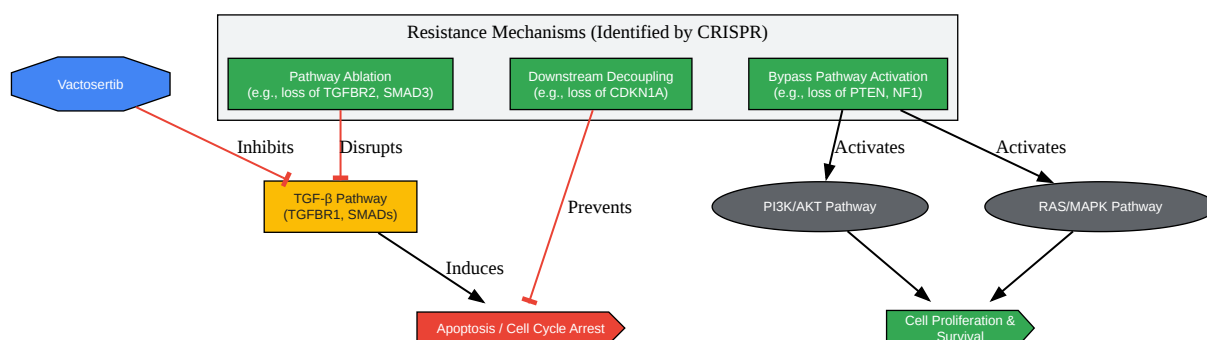 Resistance Mechanisms (Identified by CRISPR)
Vactosertib
Pathway Ablation
(e.g., loss of TGFBR2, SMAD3)
Downstream Decoupling
(e.g., loss of CDKN1A)
Bypass Pathway Activation
(e.g., loss of PTEN, NF1)
Inhibits
Disrupts
Activates
Activates
TGF-β Pathway
(TGFBR1, SMADs)
Prevents
PI3K/AKT Pathway
RAS/MAPK Pathway
Induces
Apoptosis / Cell Cycle Arrest
Cell Proliferation &
Survival